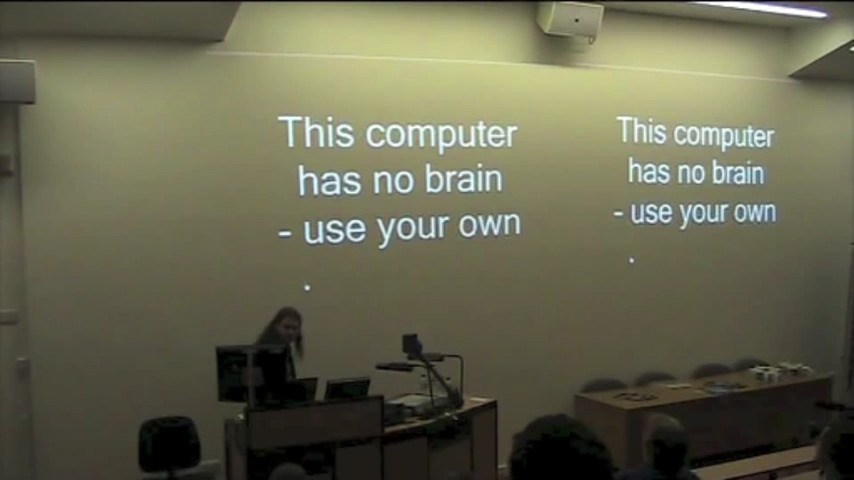 This computer
has no brain
- use your own
.
This computer
has no brain
- use your own
.